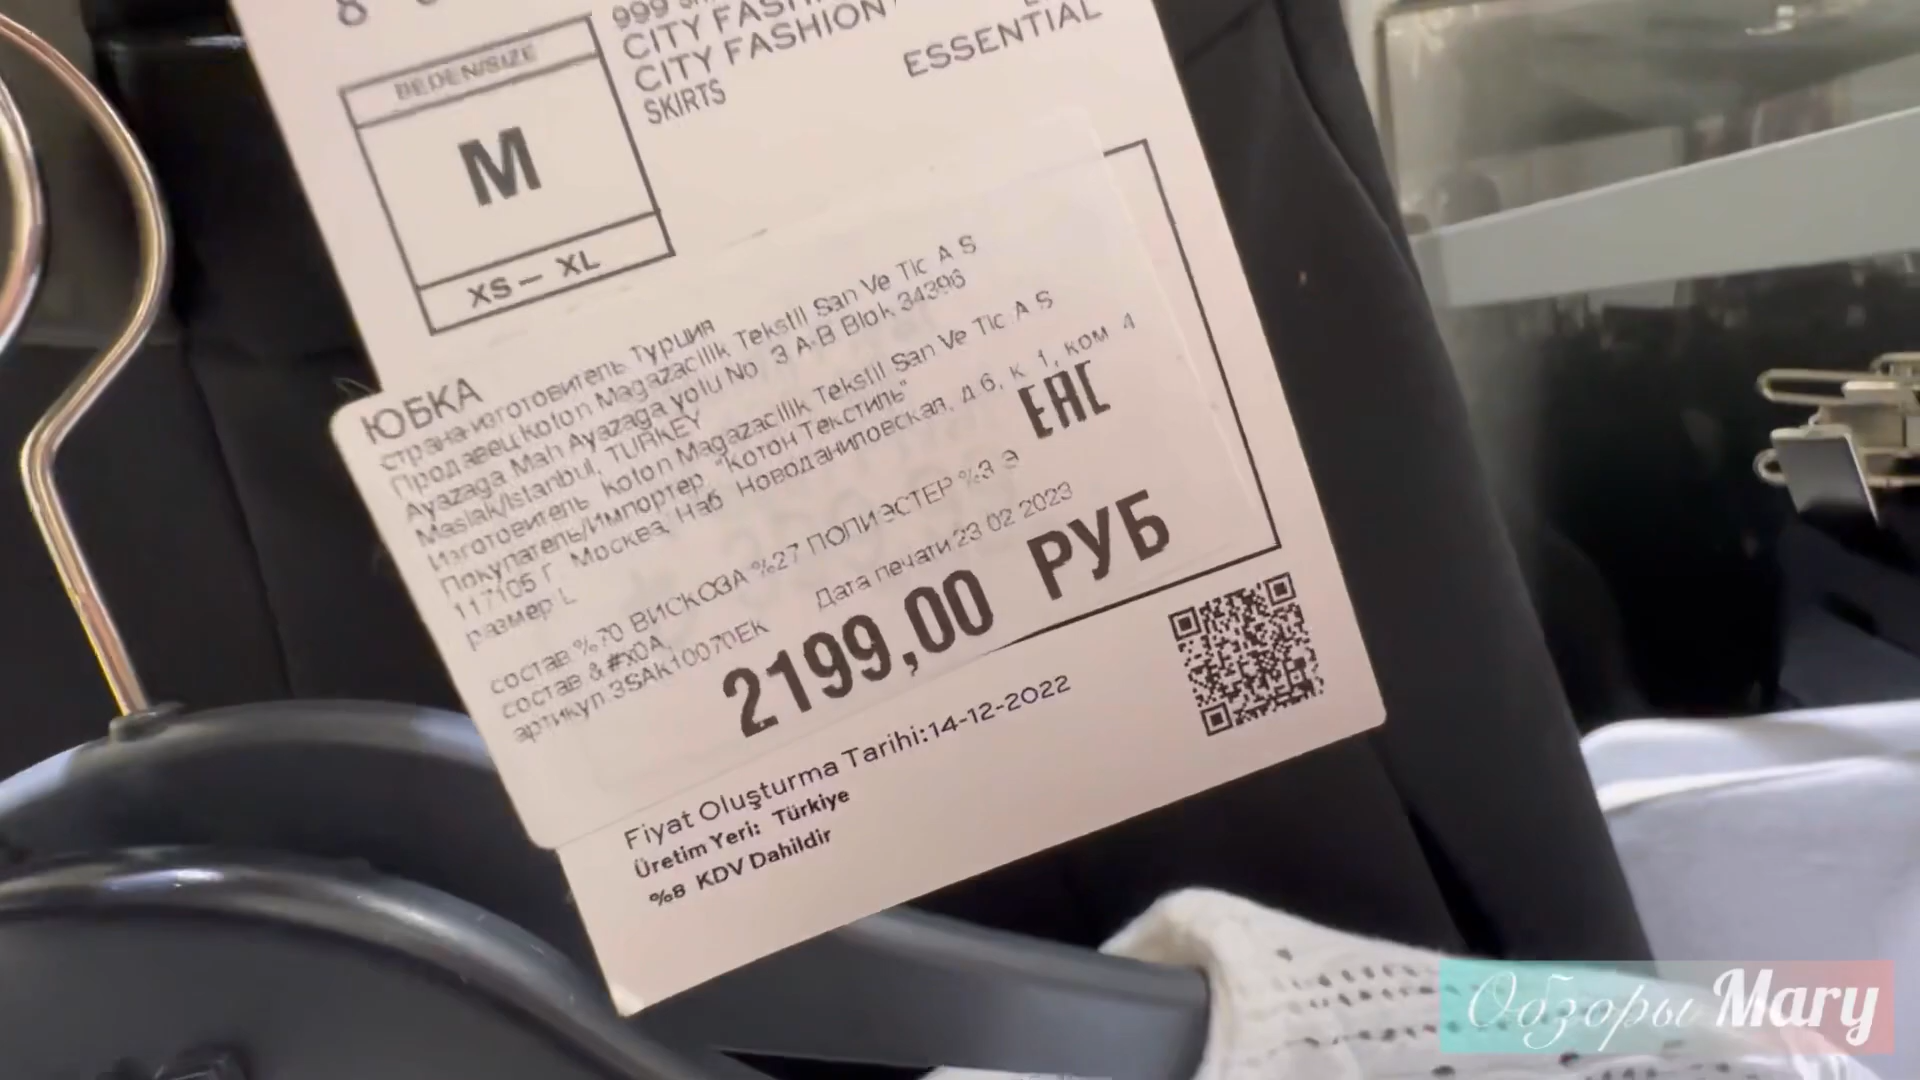 999
CITY FASHION
CITY FASHION
SKIRTS
ESSENTIAL
BEDEN/SIZE
M
XS — XL
ЮБКА
страна-изготовитель Турция
Продавец Koton Magazacilik Tekstil San Ve Tic A S
Ayazaga Mah Ayazaga yolu No 3 A-B Blok 34396
Maslak/Istanbul, TURKEY
Изготовитель Koton Magazacilik Tekstil San Ve Tic A S
Покупатель/Импортер "Котон Текстиль"
117105 Г. Москва, Наб Новоданиловская, д 6, к 1, ком 4
размер L
EAC
состав %70 ВИСКОЗА %27 ПОЛИЭСТЕР %3 Э
состав &#x0A,
артикул 3SAK10070EK
Дата печати 23 02 2023
2199,00 РУБ
Fiyat Oluşturma Tarihi:14-12-2022
Üretim Yeri: Türkiye
%8 KDV Dahildir
Обзоры Mary